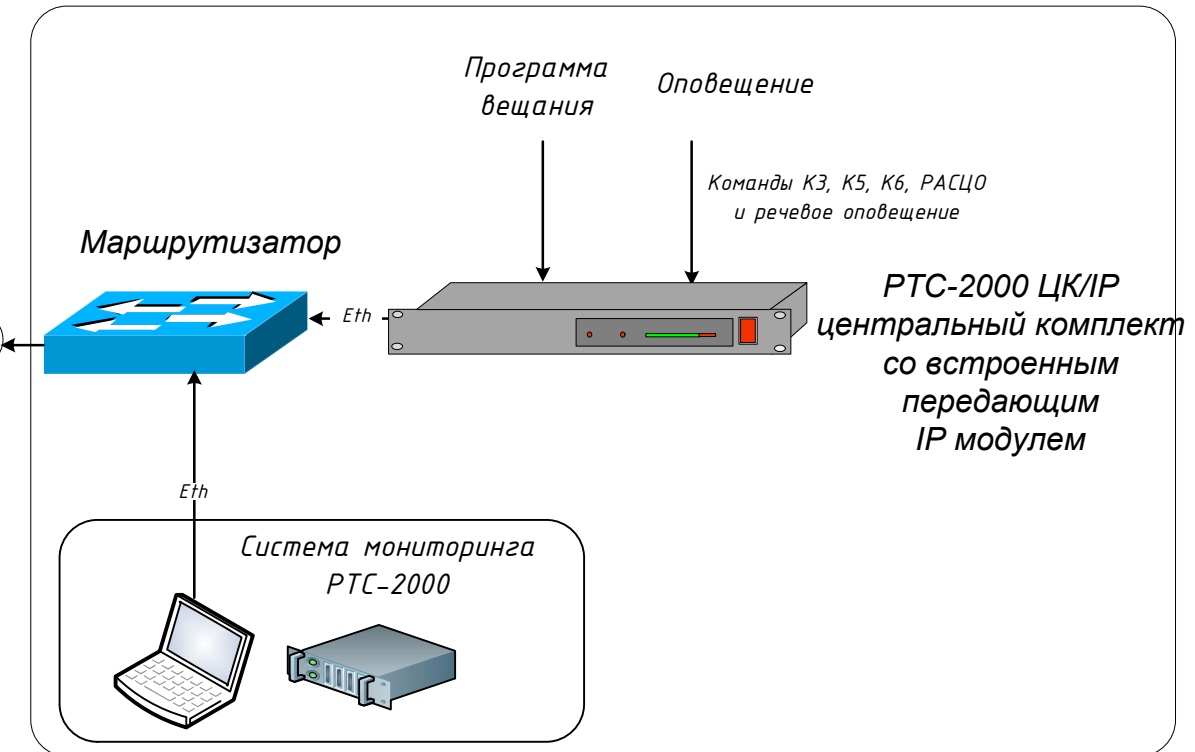 Программа
вещания
Оповещение
Команды К3, К5, К6, РАСЦО
и речевое оповещение
Маршрутизатор
Eth
РТС-2000 ЦК/IP
центральный комплект
со встроенным
передающим
IP модулем
Eth
Система мониторинга
РТС-2000